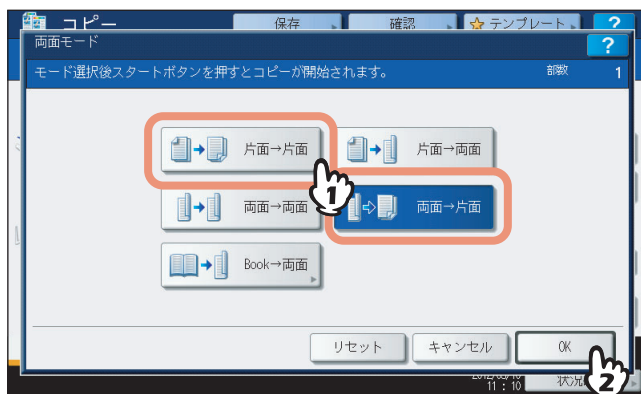 コピー
保存
確認
テンプレート
?
両面モード
?
モード選択後スタートボタンを押すとコピーが開始されます。
部数
1
片面→片面
片面→両面
1
両面→両面
両面→片面
Book→両面
リセット
キャンセル
OK
2
11:10
状況